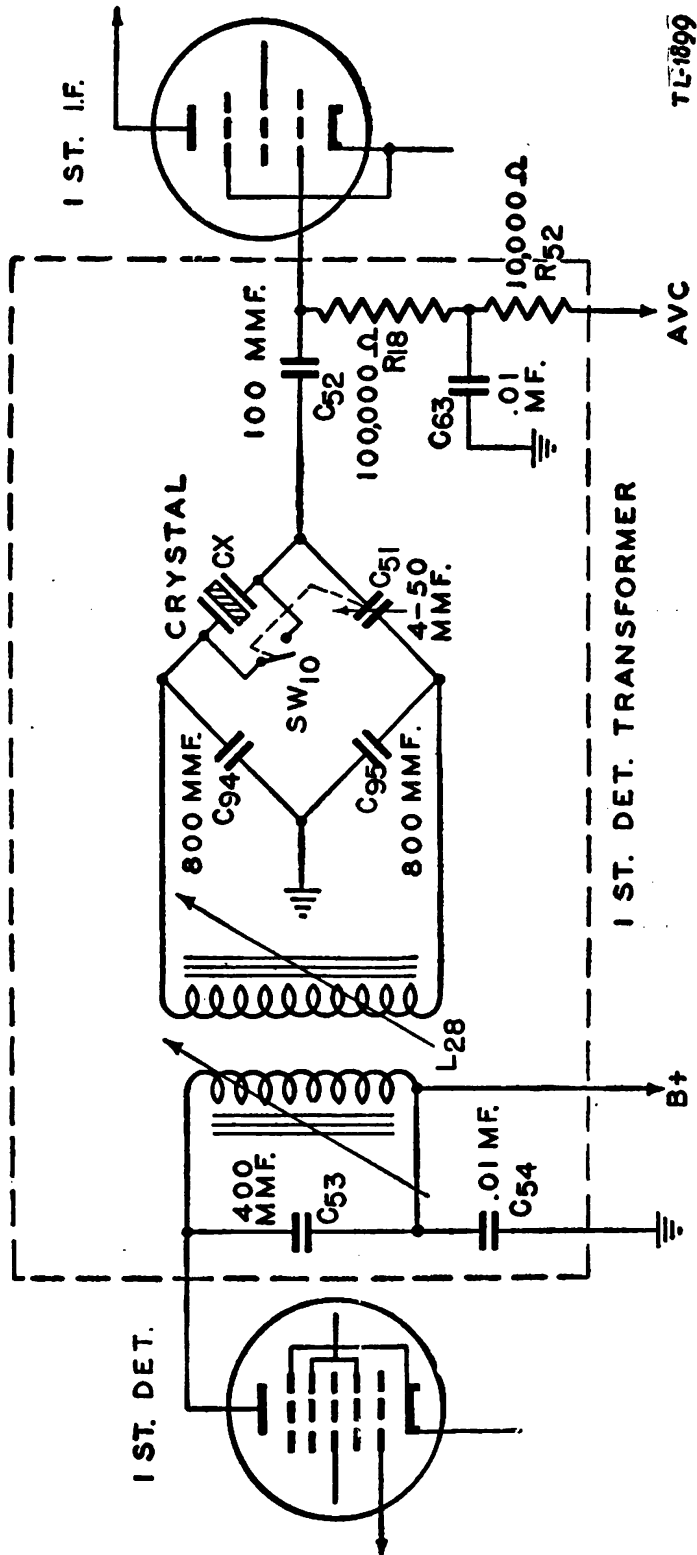 1 ST. DET.
400
MMF.
C53
.01 MF.
C54
B+
L28
800 MMF.
C94
C95
800 MMF.
SW10
CRYSTAL
CX
C51
4-50
MMF.
100 MMF.
C52
100,000 Ω
R18
C63
.01
MF.
10,000 Ω
R52
AVC
1 ST. I.F.
1 ST. DET. TRANSFORMER
TL-1899